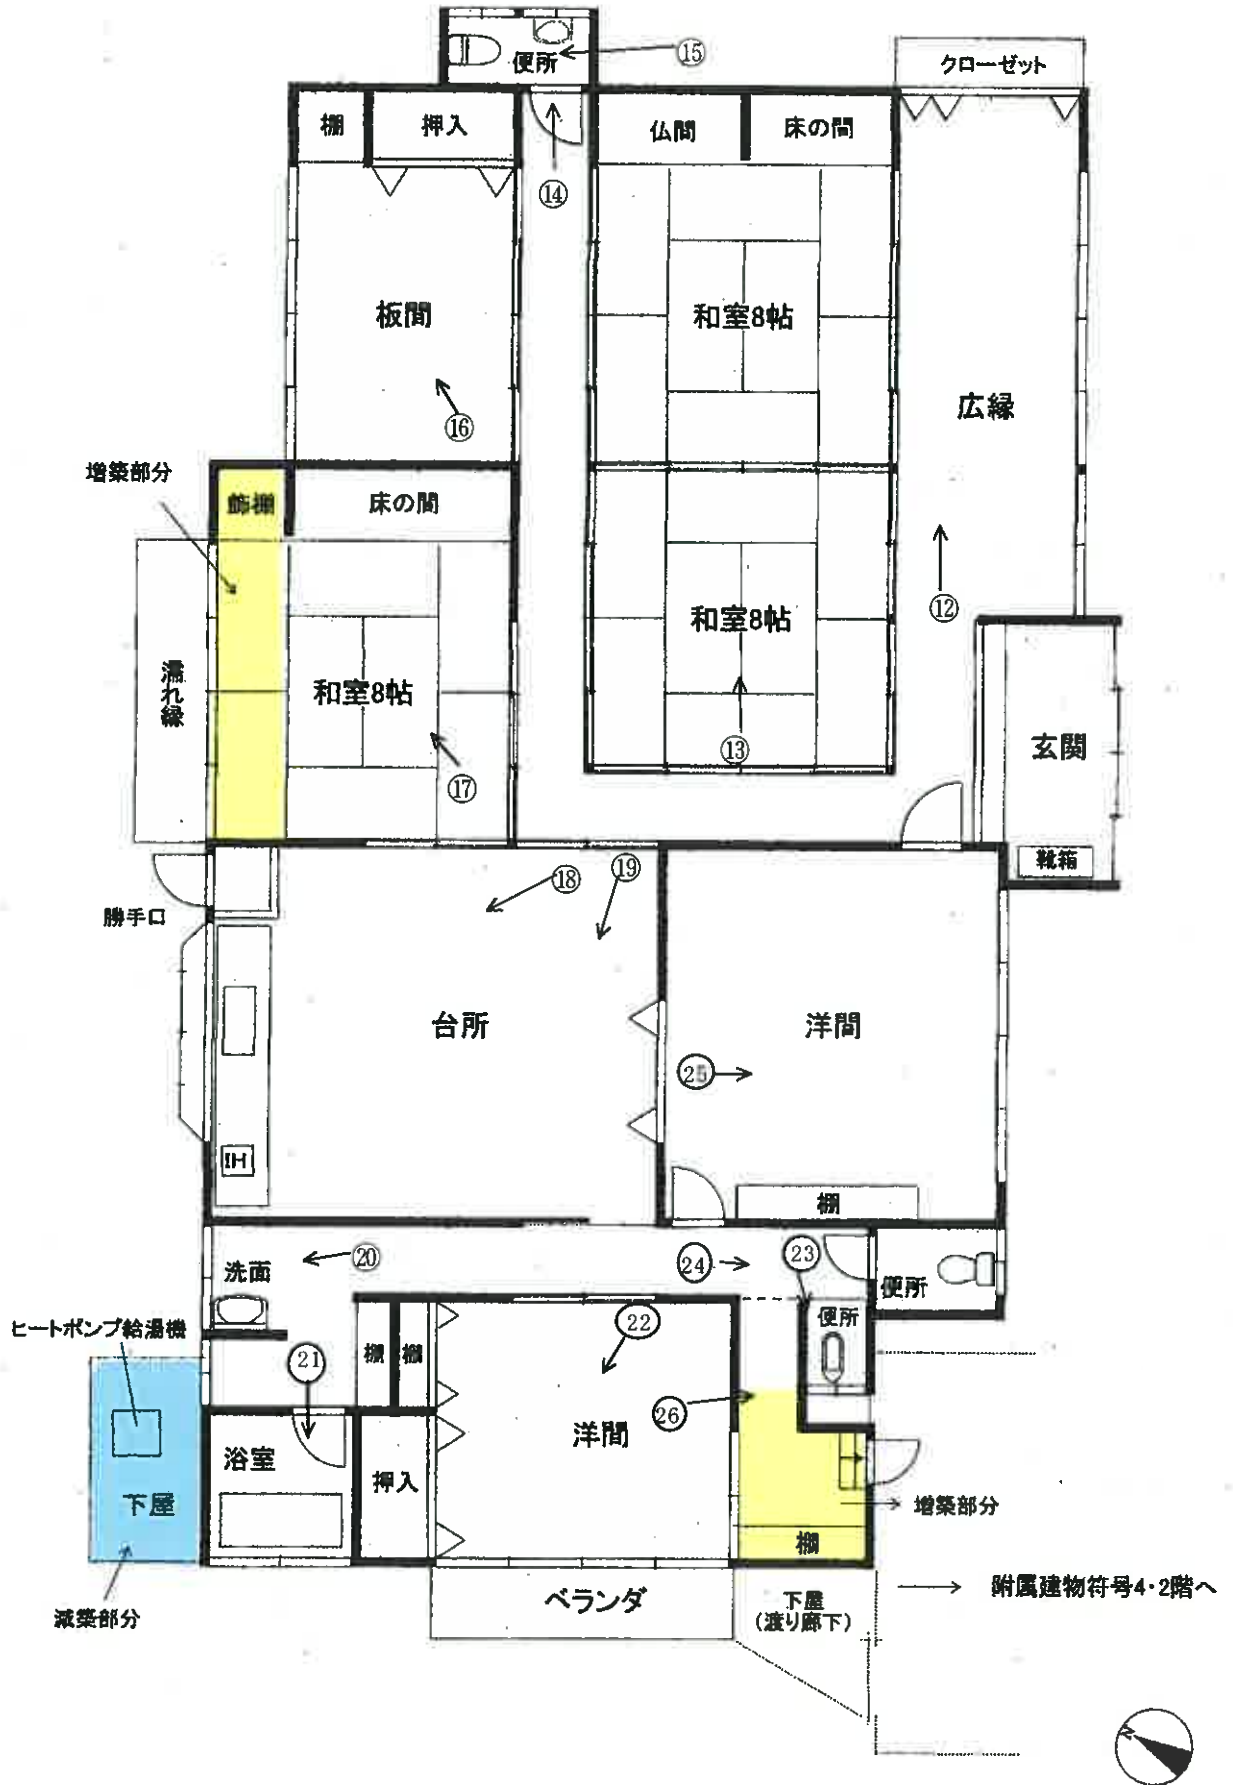 便所
⑮
クローゼット
棚
押入
仏間
床の間
⑭
板間
和室8帖
広縁
⑯
増築部分
飾棚
床の間
和室8帖
⑫
濡れ縁
和室8帖
⑬
玄関
⑰
靴箱
勝手口
⑱
⑲
台所
洋間
25
IH
棚
洗面
⑳
24
23
便所
便所
ヒートポンプ給湯機
棚
棚
22
21
26
洋間
浴室
押入
下屋
増築部分
棚
減築部分
ベランダ
下屋
(渡り廊下)
附属建物符号4・2階へ
N